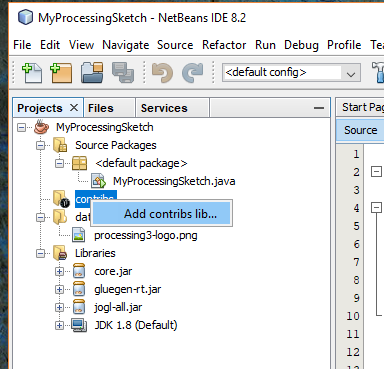 MyProcessingSketch - NetBeans IDE 8.2
File Edit View Navigate Source Refactor Run Debug Profile
<default config>
Projects Files Services
Start Pag
Source
MyProcessingSketch
Source Packages
<default package>
MyProcessingSketch.java
contribs
Add contribs lib...
dat
processing3-logo.png
Libraries
core.jar
gluegen-rt.jar
jogl-all.jar
JDK 1.8 (Default)
1
2
3
4
5
6
7
8
9
10
11
12